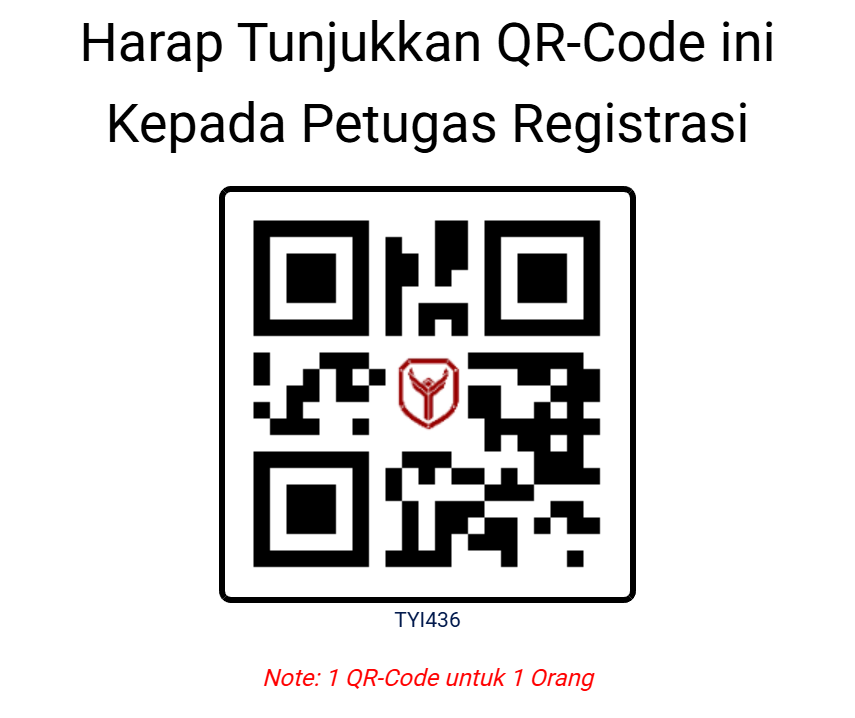 Harap Tunjukkan QR-Code ini
Kepada Petugas Registrasi
TYI436
Note: 1 QR-Code untuk 1 Orang